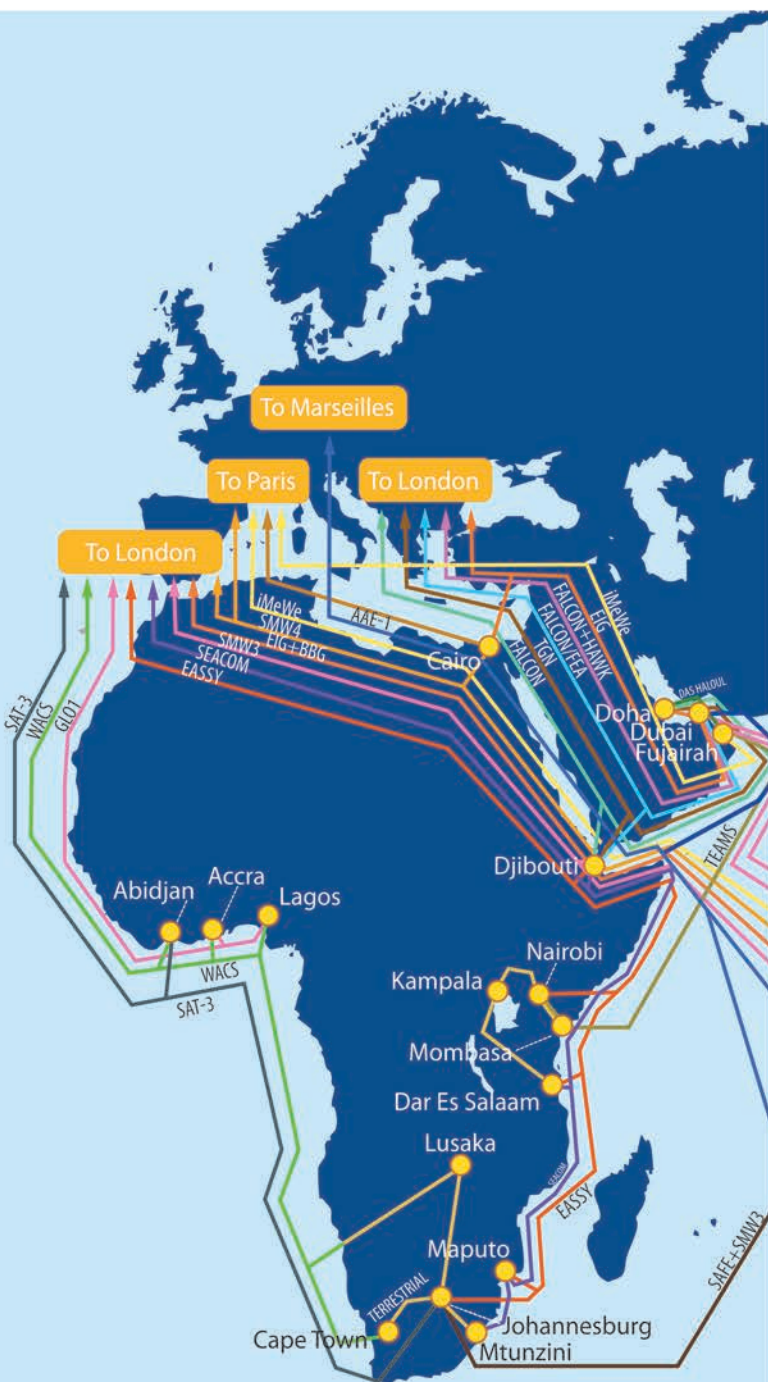 To Marseilles
To Paris
To London
To London
iMeWe
SMW4
EIG+BBG
AAE-1
SMW3
SEACOM
EASSY
Cairo
FALCON
TGN
FALCON/FEA
FALCON+HAWK
EIG
iMeWe
DAS HALOUL
Doha
Dubai
Fujairah
SAT-3
WACS
GLO1
TEAMS
Djibouti
Abidjan
Accra
Lagos
WACS
SAT-3
Nairobi
Kampala
Mombasa
Dar Es Salaam
Lusaka
SEACOM
EASSY
Maputo
SAFE+SMW3
TERRESTRIAL
Cape Town
Johannesburg
Mtunzini